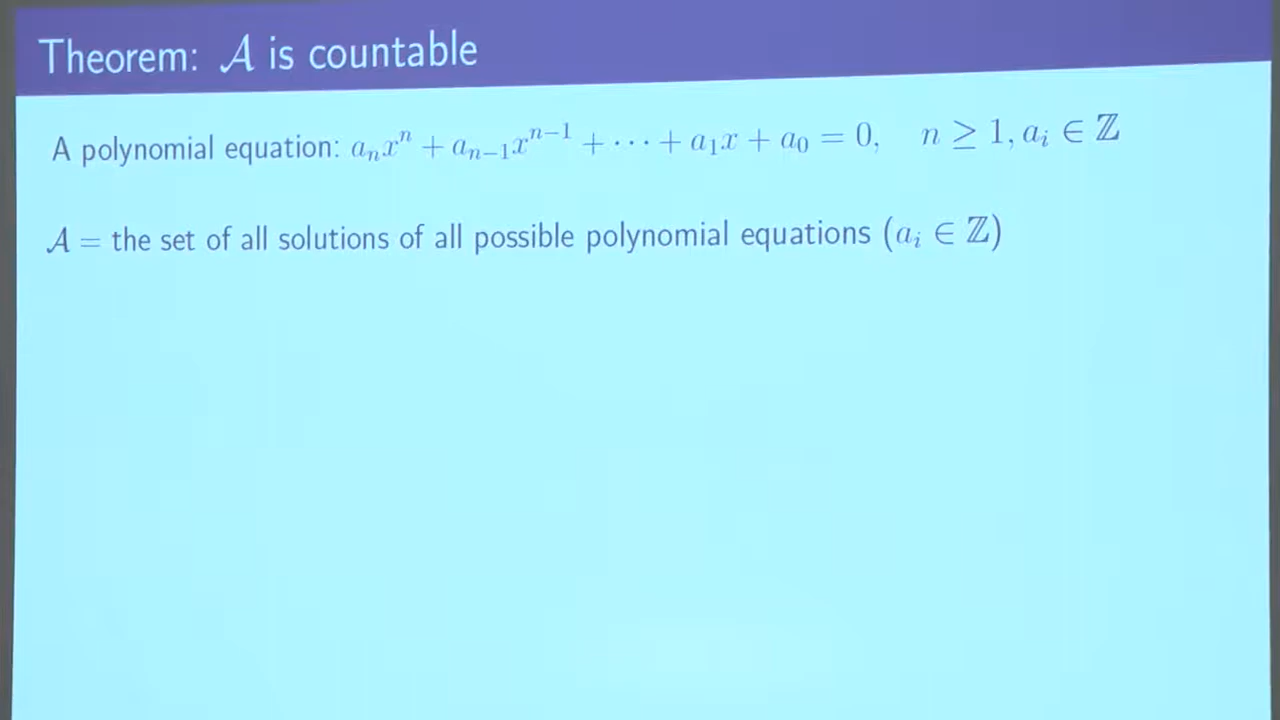 Theorem: 𝒜 is countable
A polynomial equation: aₙxⁿ + aₙ₋₁xⁿ⁻¹ + ⋯ + a₁x + a₀ = 0, n ≥ 1, aᵢ ∈ ℤ
𝒜 = the set of all solutions of all possible polynomial equations (aᵢ ∈ ℤ)